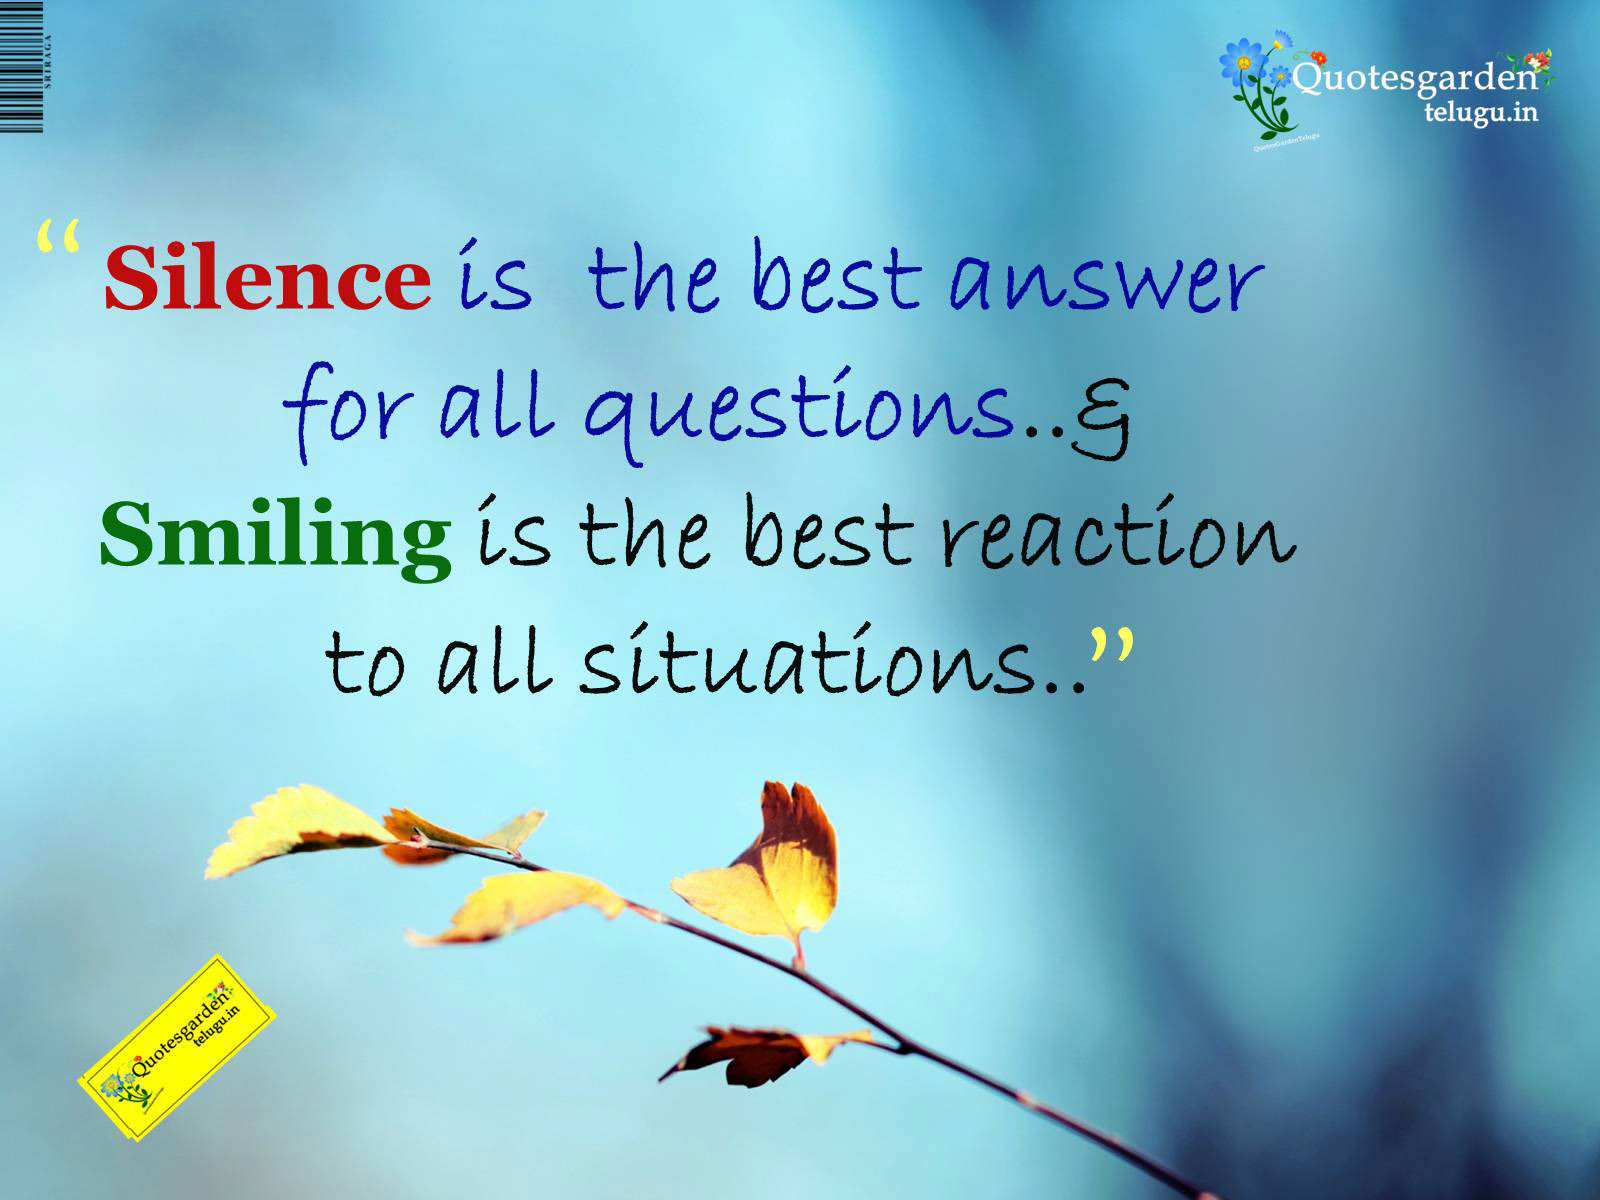 SRIRAGA
Quotesgarden
telugu.in
QuotesGardenTelugu
“Silence is the best answer
for all questions..&
Smiling is the best reaction
to all situations..”
Quotesgarden
telugu.in